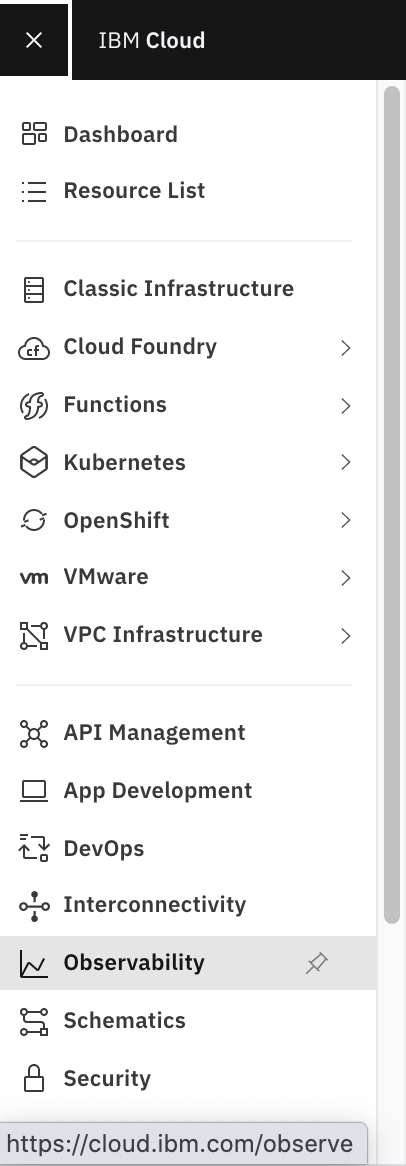 IBM Cloud
Dashboard
Resource List
Classic Infrastructure
cf Cloud Foundry
Functions
Kubernetes
OpenShift
vm VMware
VPC Infrastructure
API Management
App Development
DevOps
Interconnectivity
Observability
Schematics
Security
https://cloud.ibm.com/observe